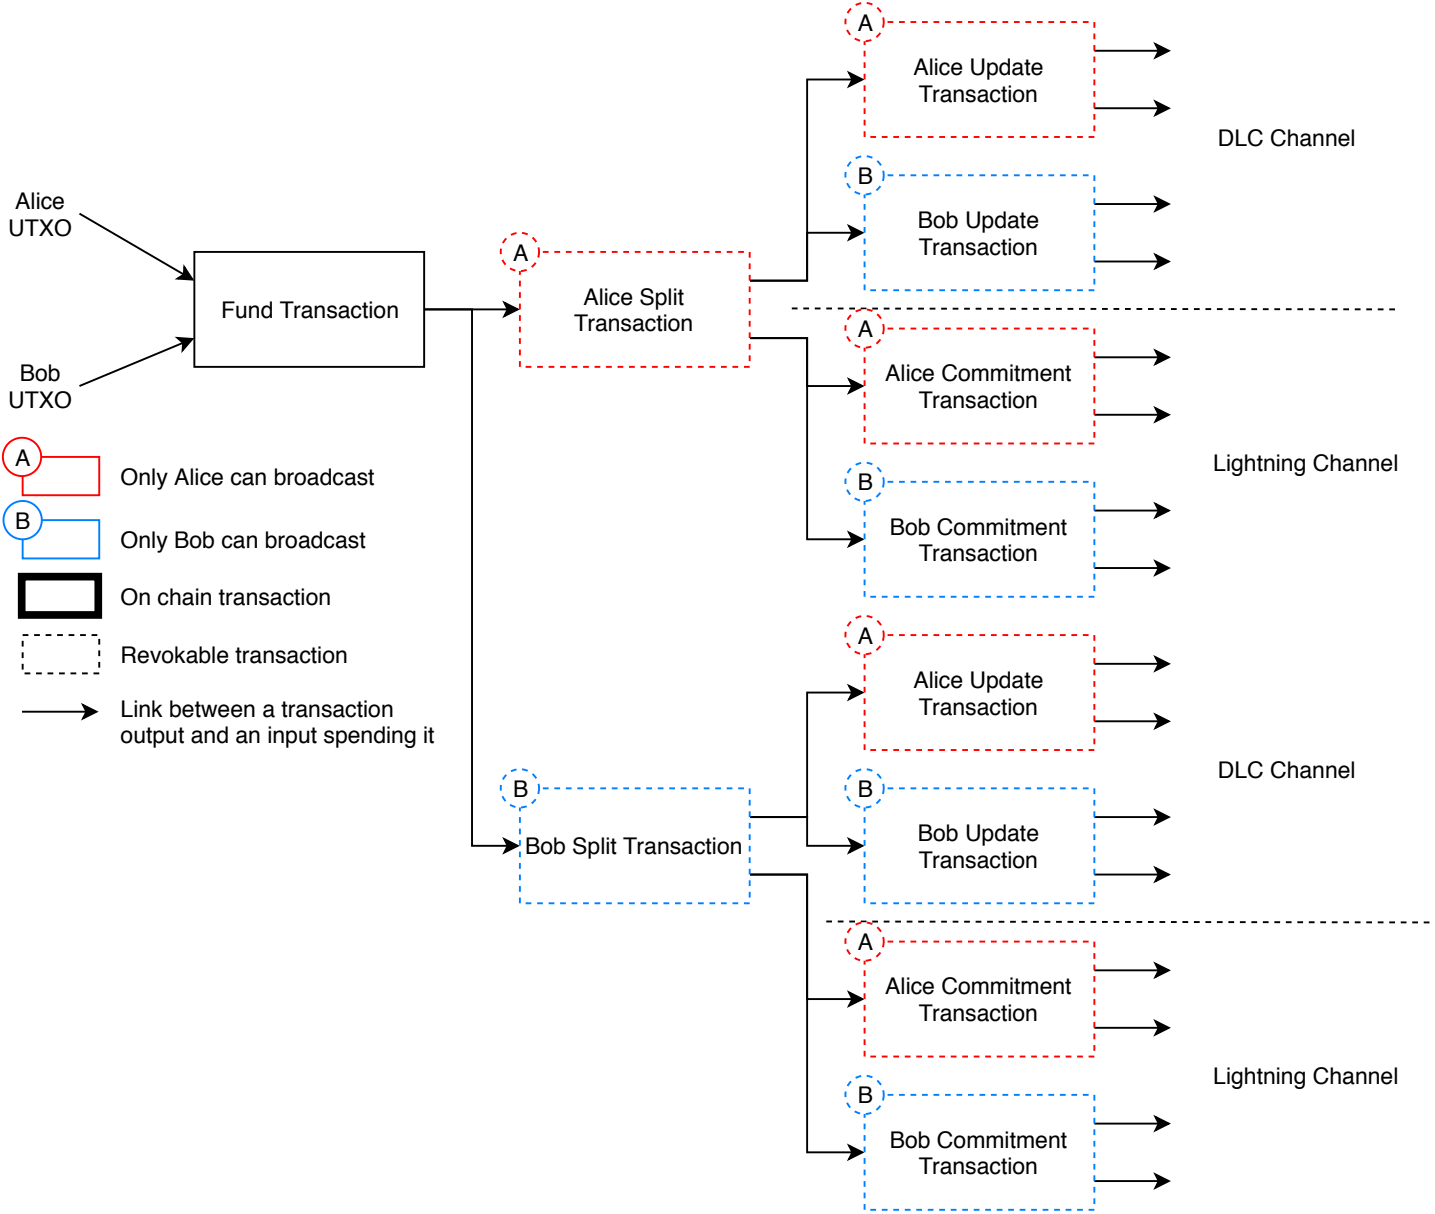 A
Alice Update
Transaction
DLC Channel
B
Bob Update
Transaction
Alice
UTXO
Bob
UTXO
Fund Transaction
A
Alice Split
Transaction
A
Alice Commitment
Transaction
Lightning Channel
B
Bob Commitment
Transaction
A
Only Alice can broadcast
B
Only Bob can broadcast
On chain transaction
Revokable transaction
Link between a transaction
output and an input spending it
A
Alice Update
Transaction
DLC Channel
B
Bob Split Transaction
B
Bob Update
Transaction
A
Alice Commitment
Transaction
Lightning Channel
B
Bob Commitment
Transaction